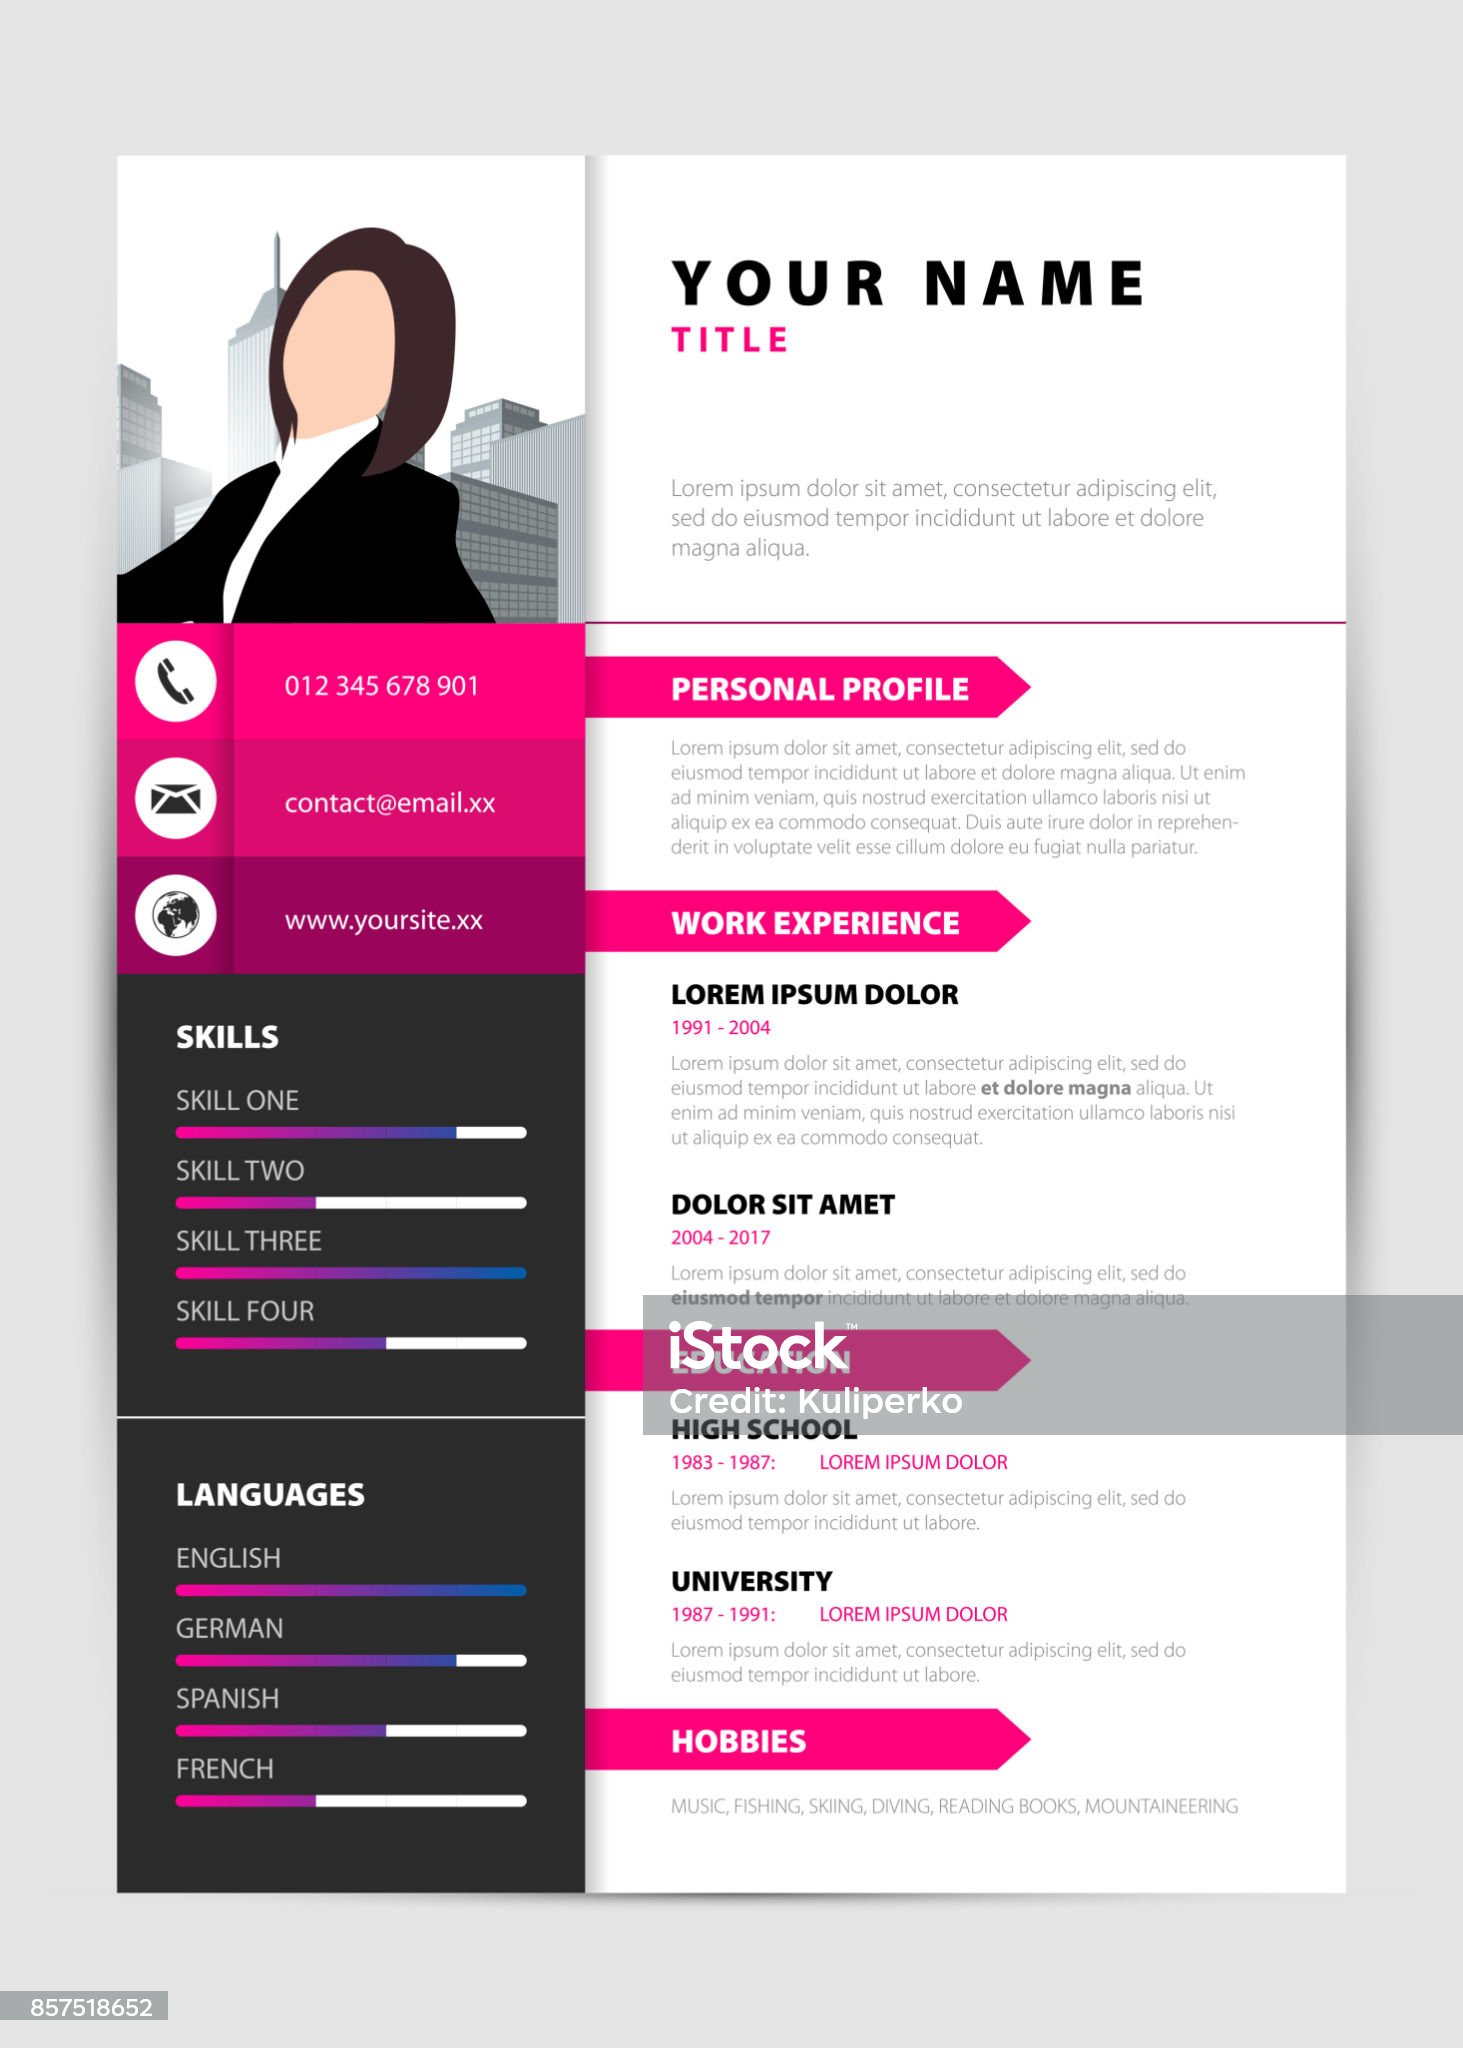 YOUR NAME
TITLE
Lorem ipsum dolor sit amet, consectetur adipiscing elit,
sed do eiusmod tempor incididunt ut labore et dolore
magna aliqua.
012 345 678 901
contact@email.xx
www.yoursite.xx
SKILLS
SKILL ONE
SKILL TWO
SKILL THREE
SKILL FOUR
LANGUAGES
ENGLISH
GERMAN
SPANISH
FRENCH
PERSONAL PROFILE
Lorem ipsum dolor sit amet, consectetur adipiscing elit, sed do
eiusmod tempor incididunt ut labore et dolore magna aliqua. Ut enim
ad minim veniam, quis nostrud exercitation ullamco laboris nisi ut
aliquip ex ea commodo consequat. Duis aute irure dolor in reprehen-
derit in voluptate velit esse cillum dolore eu fugiat nulla pariatur.
WORK EXPERIENCE
LOREM IPSUM DOLOR
1991 - 2004
Lorem ipsum dolor sit amet, consectetur adipiscing elit, sed do
eiusmod tempor incididunt ut labore et dolore magna aliqua. Ut
enim ad minim veniam, quis nostrud exercitation ullamco laboris nisi
ut aliquip ex ea commodo consequat.
DOLOR SIT AMET
2004 - 2017
Lorem ipsum dolor sit amet, consectetur adipiscing elit, sed do
eiusmod tempor incididunt ut labore et dolore magna aliqua.
iStock™
EDUCATION
Credit: Kuliperko
HIGH SCHOOL
1983 - 1987: LOREM IPSUM DOLOR
Lorem ipsum dolor sit amet, consectetur adipiscing elit, sed do
eiusmod tempor incididunt ut labore.
UNIVERSITY
1987 - 1991: LOREM IPSUM DOLOR
Lorem ipsum dolor sit amet, consectetur adipiscing elit, sed do
eiusmod tempor incididunt ut labore.
HOBBIES
MUSIC, FISHING, SKIING, DIVING, READING BOOKS, MOUNTAINEERING
857518652